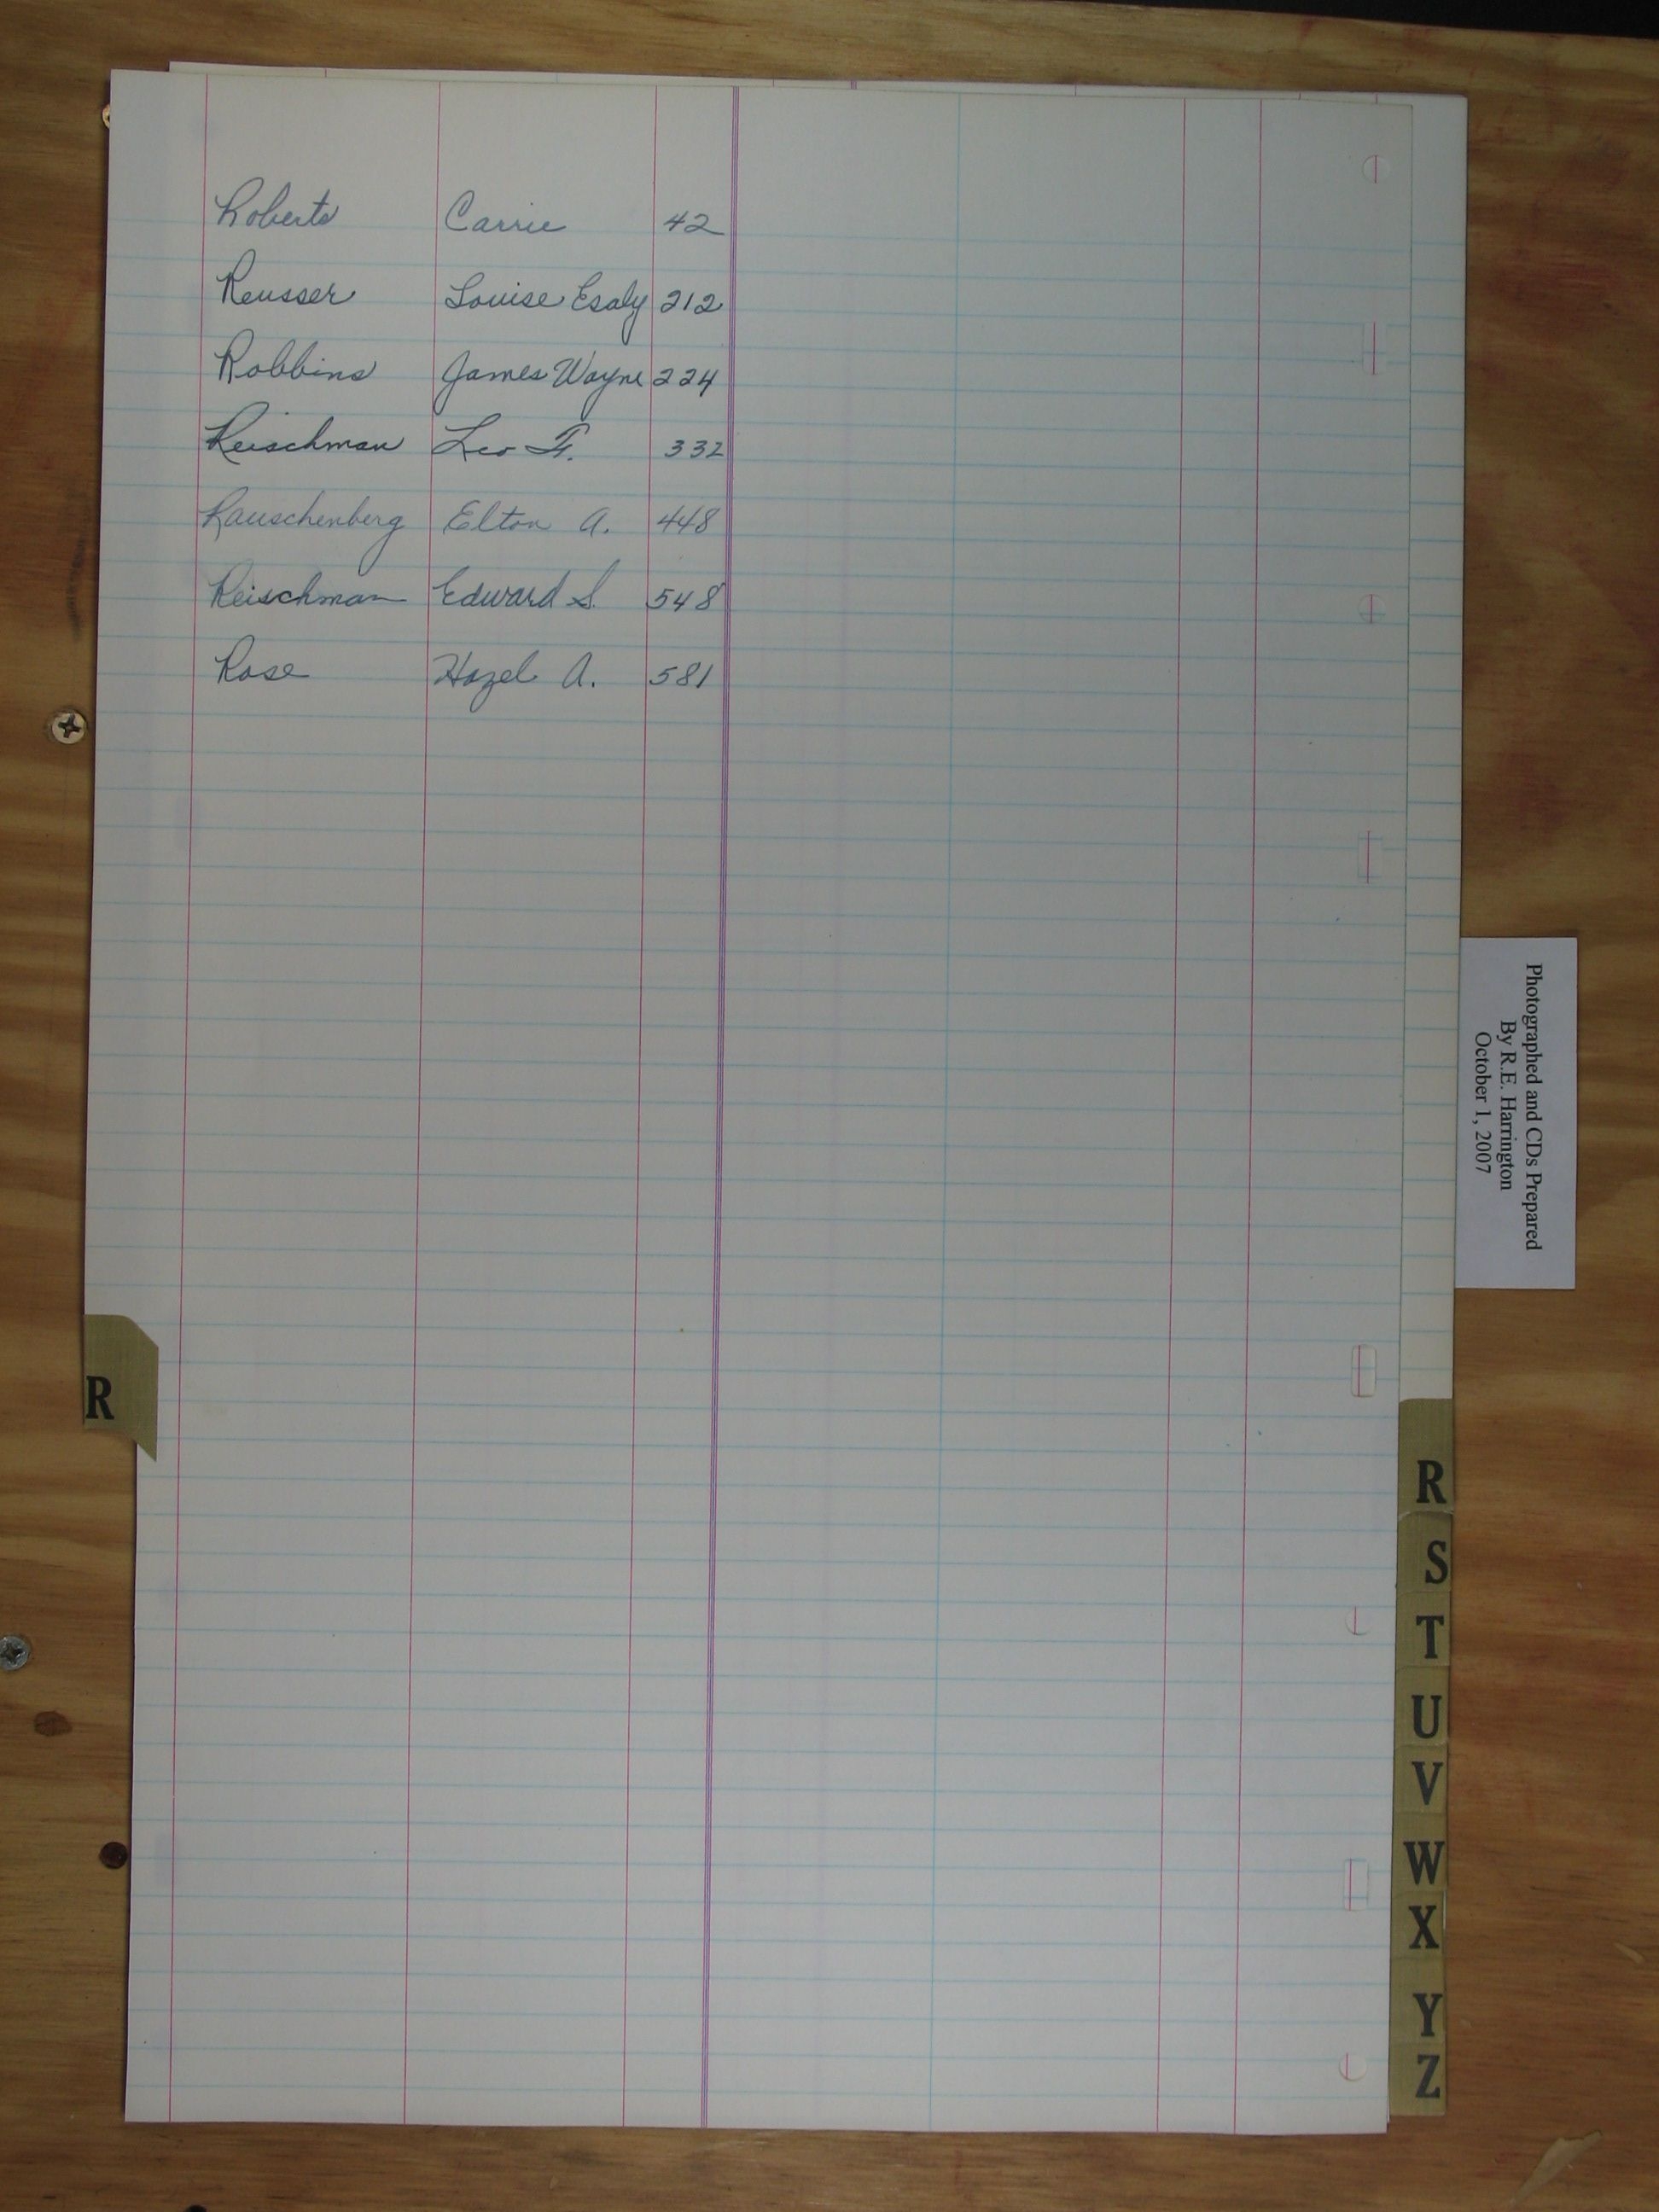 Roberts Carrie 42
Reusser Louise Esaly 212
Robbins James Wayne 224
Reischman Leo F. 332
Rauschenberg Elton A. 448
Reischman Edward S. 548
Rose Hazel A. 581
Photographed and CDs Prepared
By R.E. Harrington
October 1, 2007
R
R
S
T
U
V
W
X
Y
Z